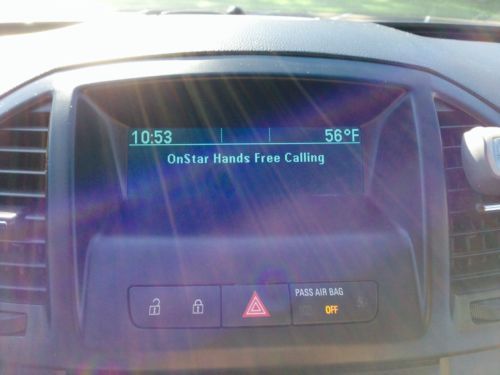 10:53 56°F
OnStar Hands Free Calling
PASS AIR BAG
OFF